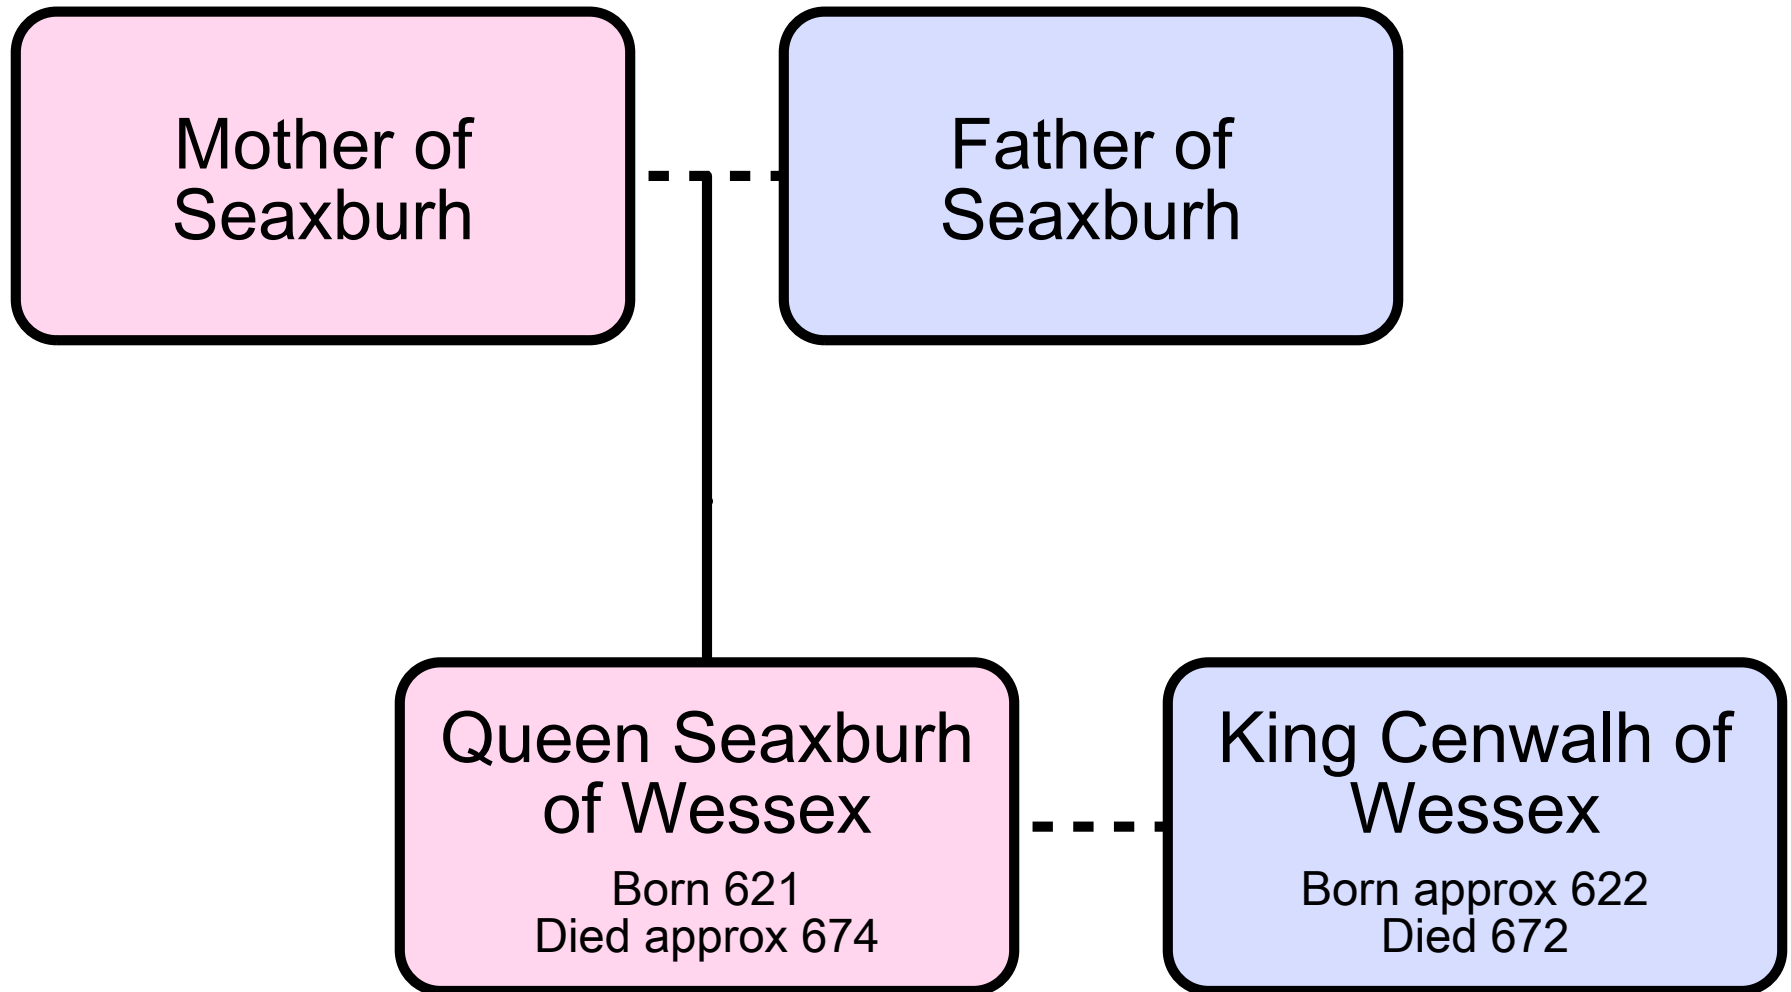 Mother of
Seaxburh
Father of
Seaxburh
Queen Seaxburh
of Wessex
Born 621
Died approx 674
King Cenwalh of
Wessex
Born approx 622
Died 672